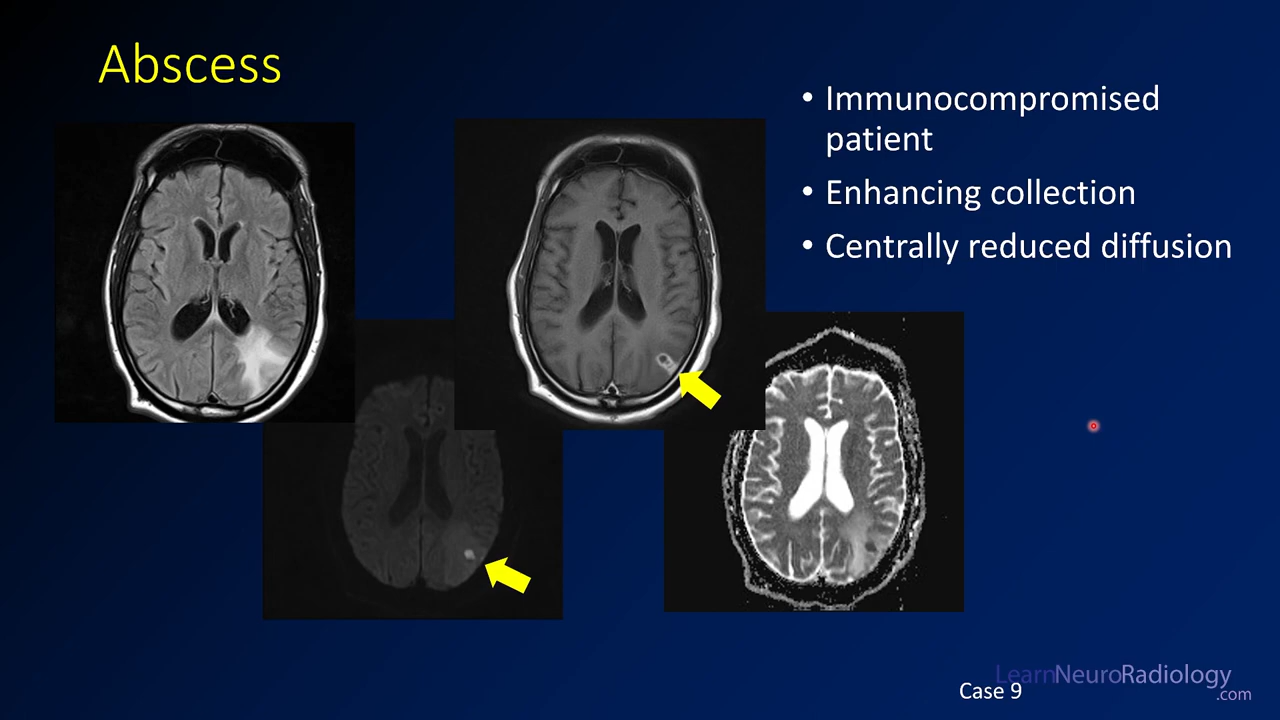 Abscess
• Immunocompromised
patient
• Enhancing collection
• Centrally reduced diffusion
LearnNeuroRadiology
.com
Case 9